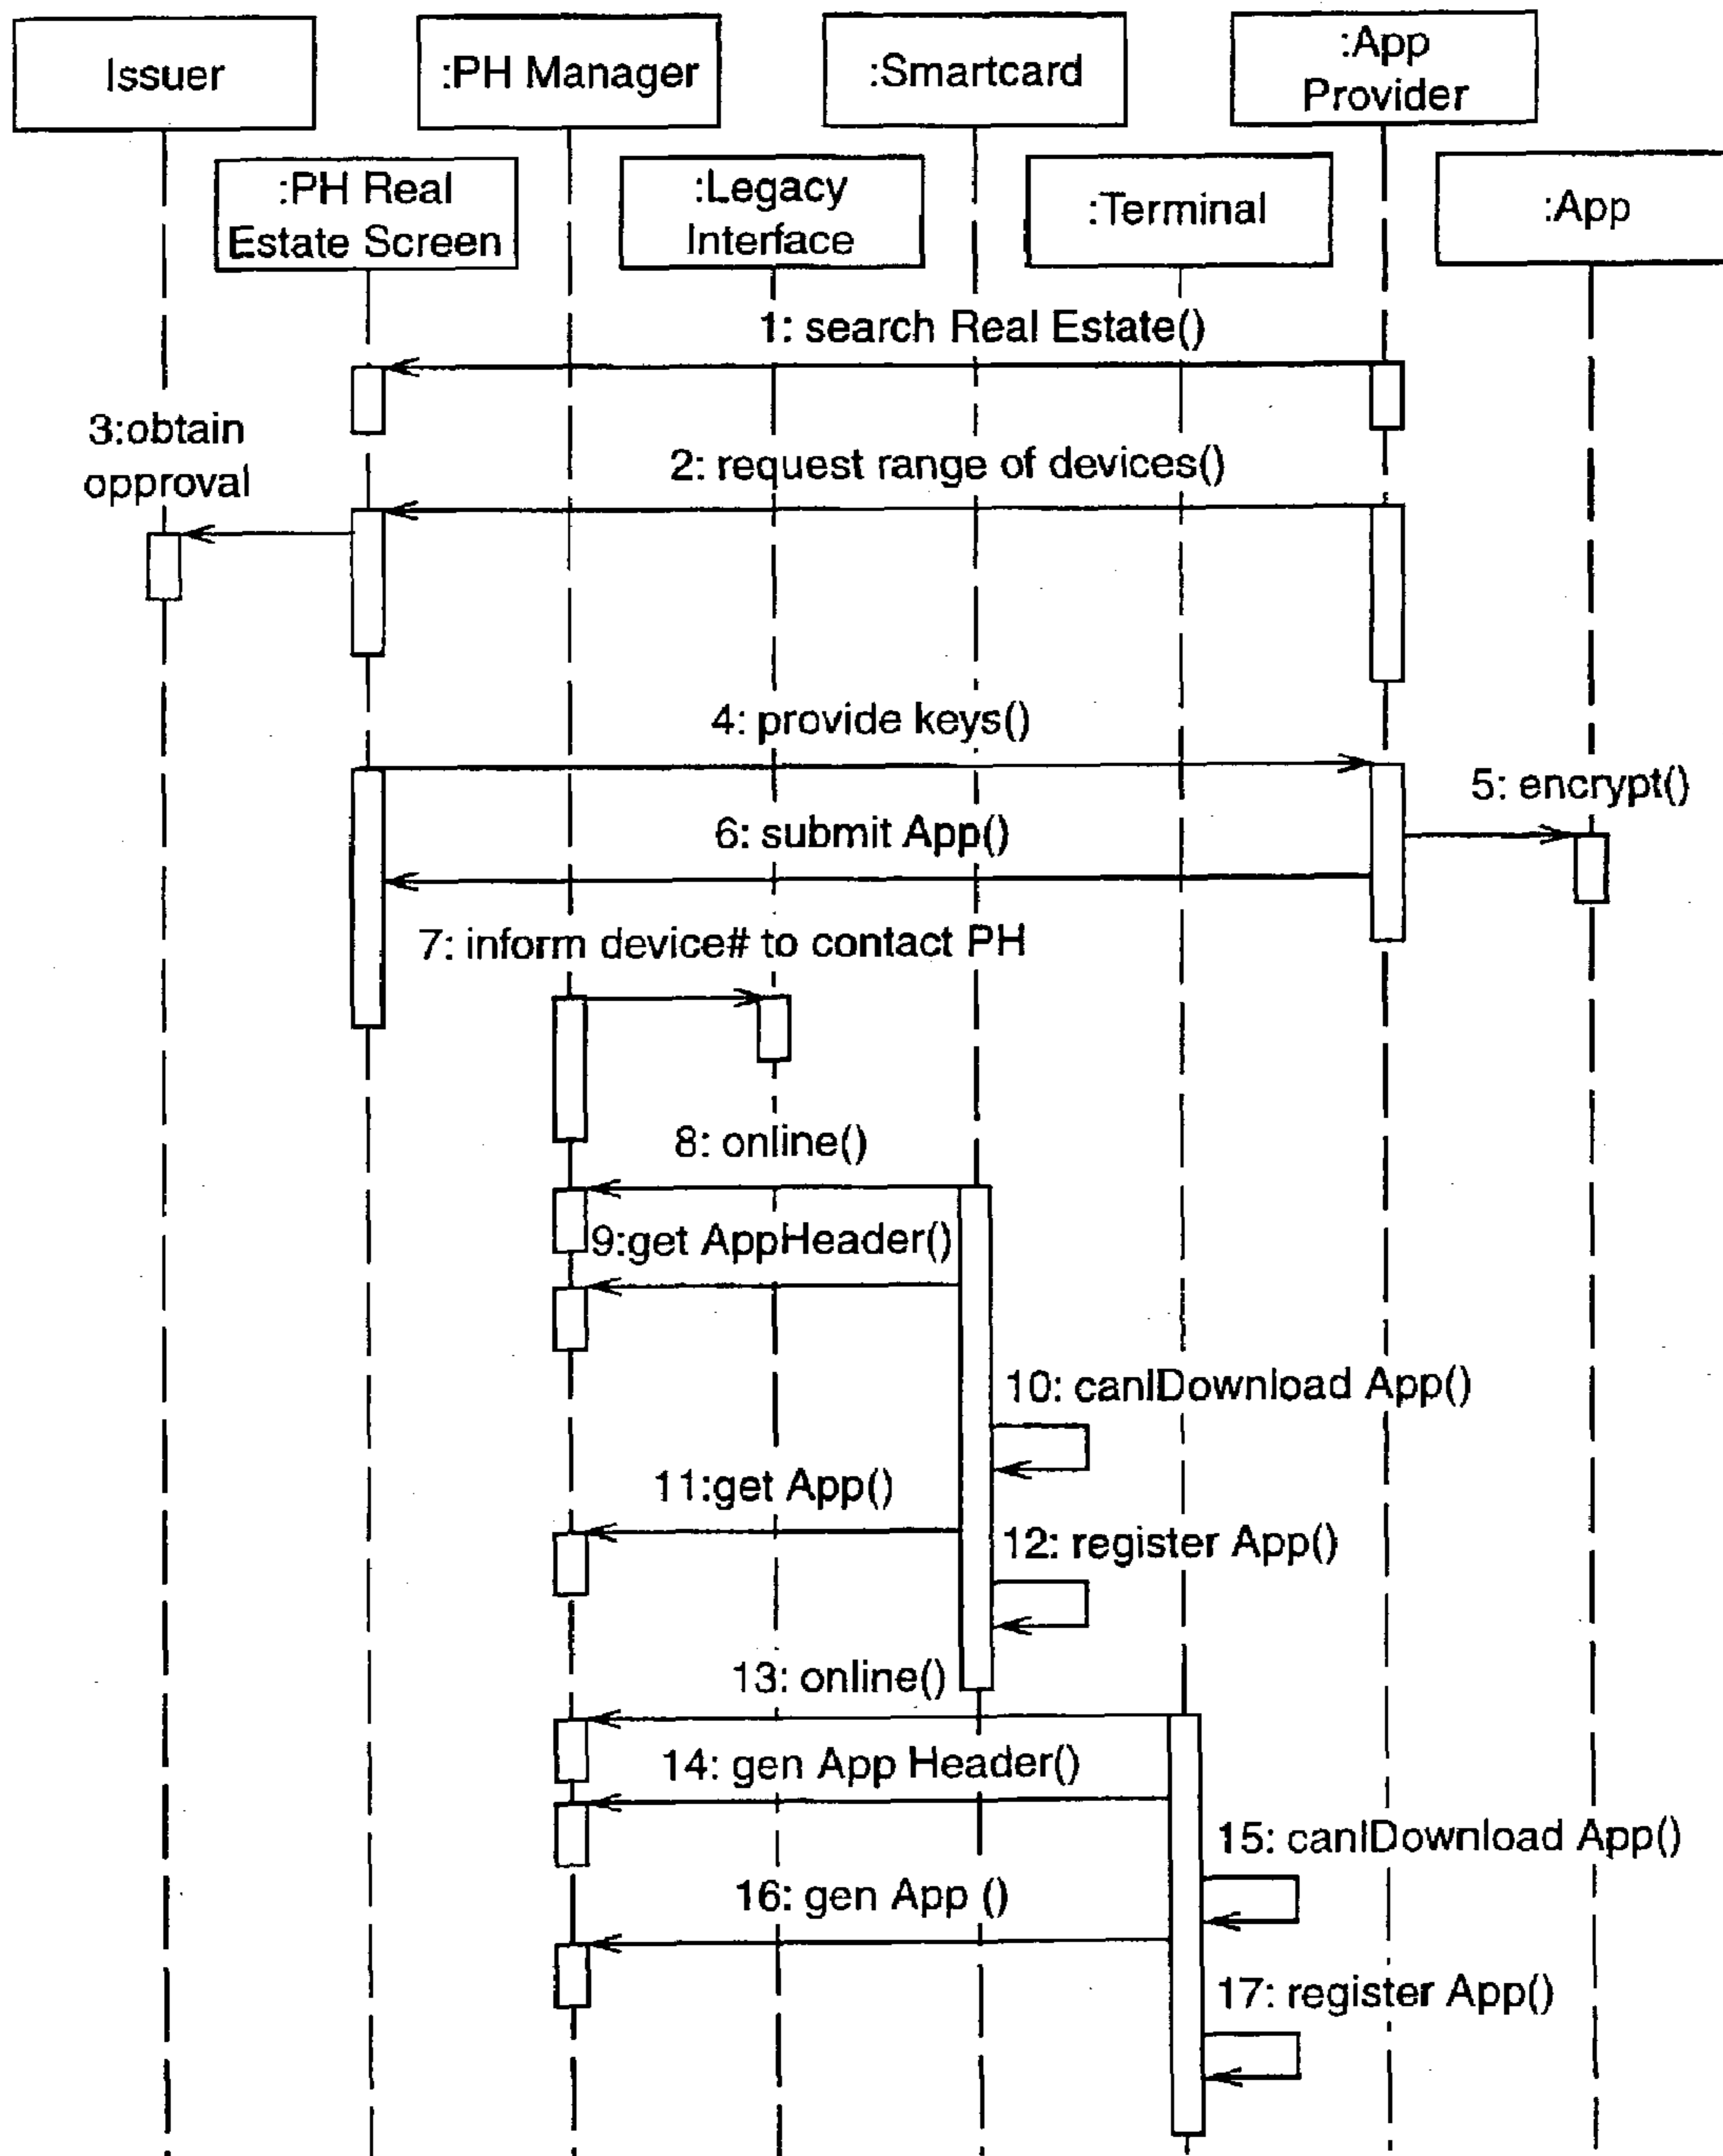 Issuer
:PH Manager
:Smartcard
:App
Provider
:PH Real
Estate Screen
:Legacy
Interface
:Terminal
:App
1: search Real Estate()
3:obtain
opproval
2: request range of devices()
4: provide keys()
5: encrypt()
6: submit App()
7: inform device# to contact PH
8: online()
9:get AppHeader()
10: canIDownload App()
11:get App()
12: register App()
13: online()
14: gen App Header()
15: canIDownload App()
16: gen App ()
17: register App()